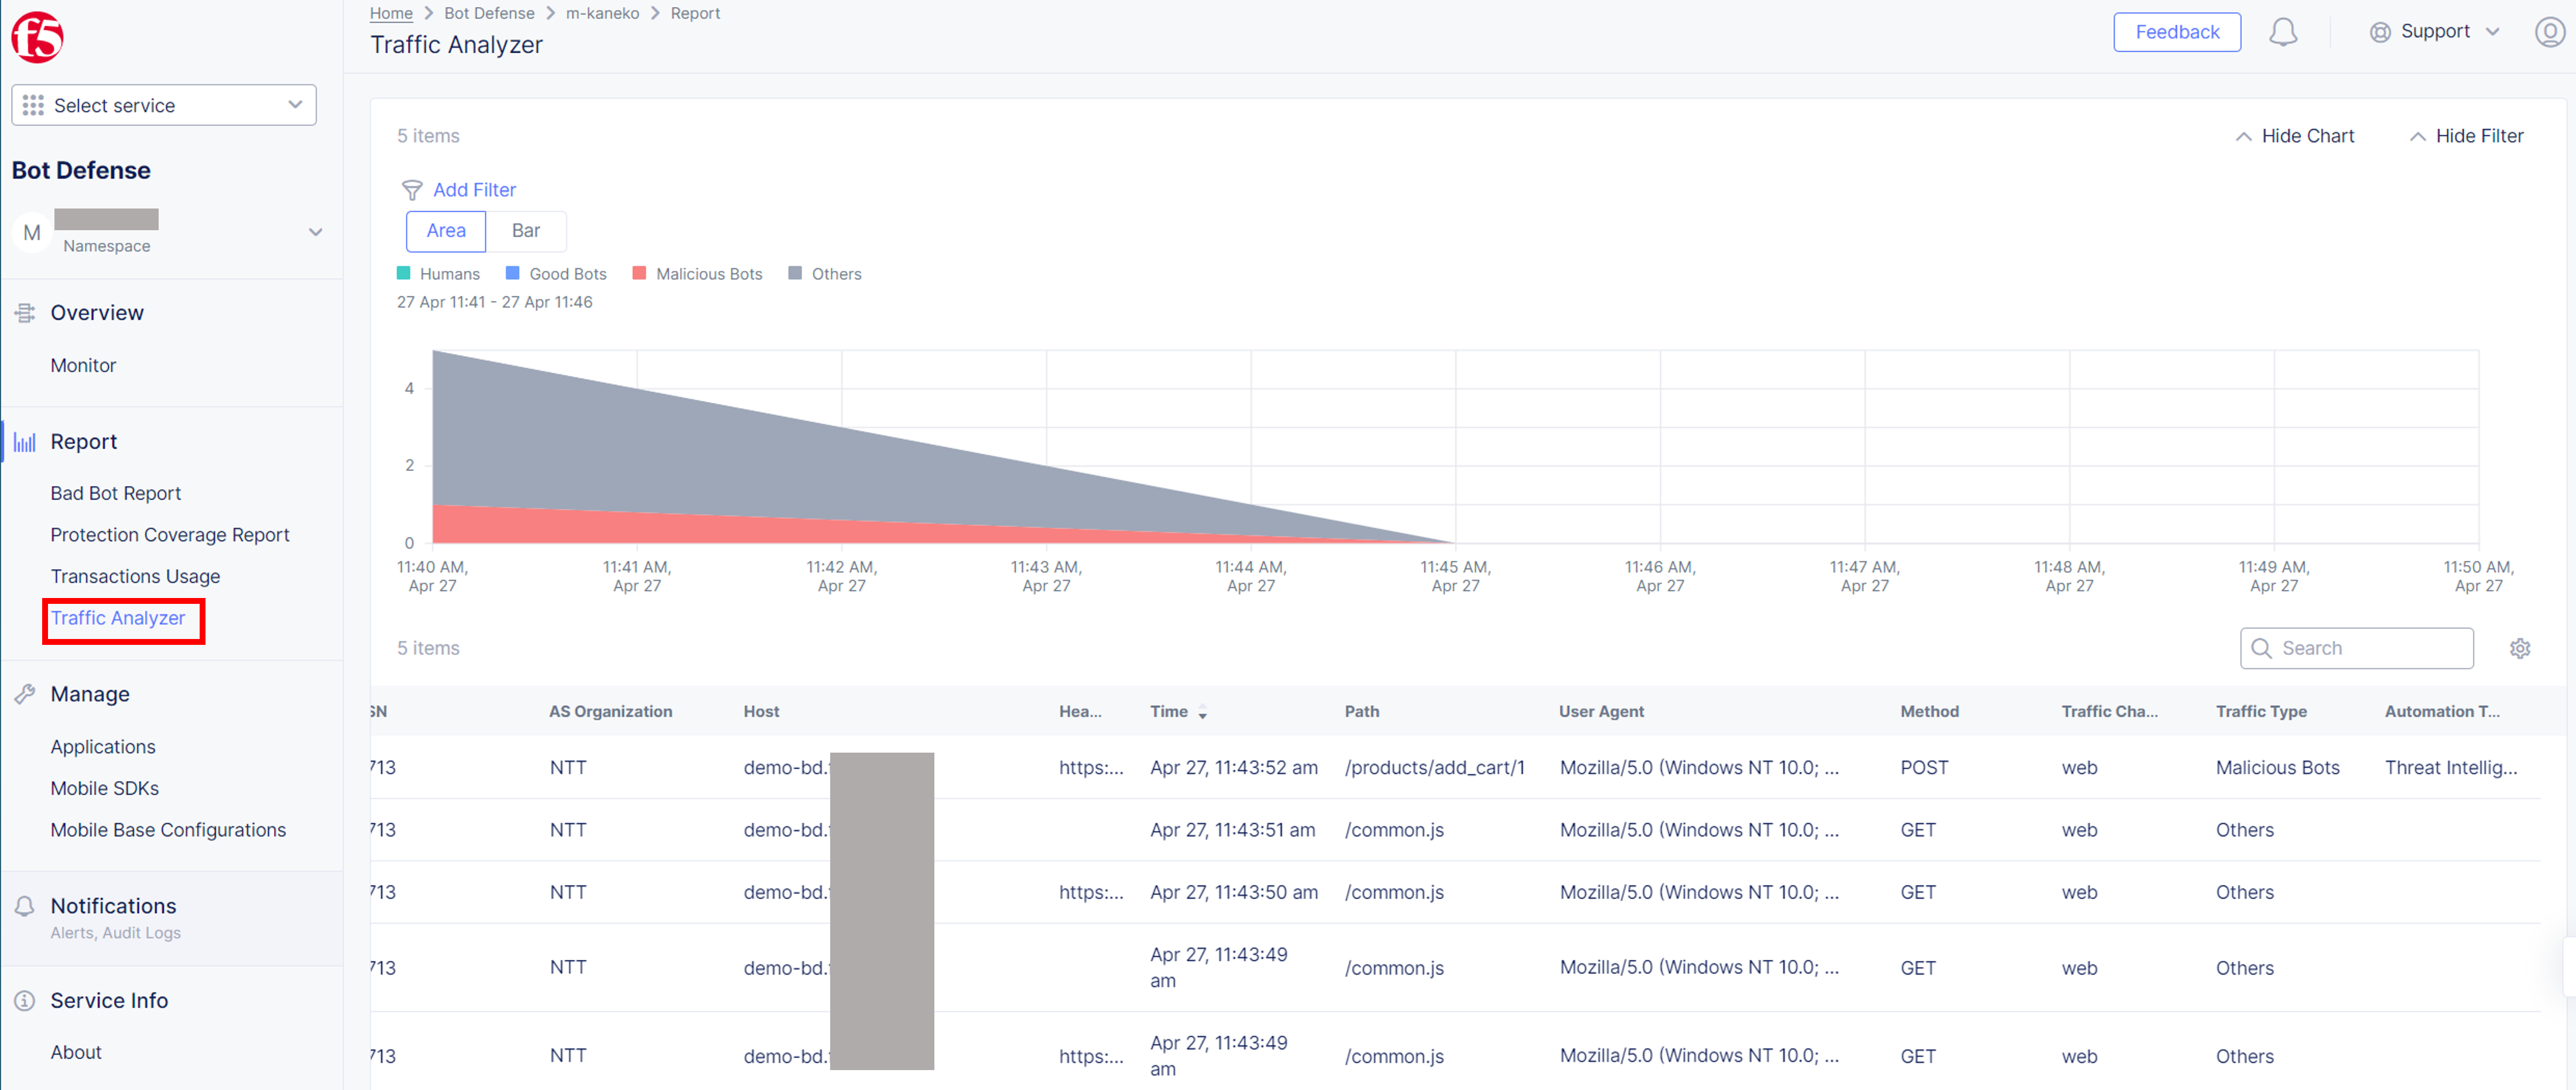 f5
Home > Bot Defense > m-kaneko > Report
Traffic Analyzer
Feedback
Support
Select service
Bot Defense
M
Namespace
Overview
Monitor
Report
Bad Bot Report
Protection Coverage Report
Transactions Usage
Traffic Analyzer
Manage
Applications
Mobile SDKs
Mobile Base Configurations
Notifications
Alerts, Audit Logs
Service Info
About
5 items
Hide Chart
Hide Filter
Add Filter
Area Bar
Humans Good Bots Malicious Bots Others
27 Apr 11:41 - 27 Apr 11:46
4
2
0
11:40 AM, Apr 27
11:41 AM, Apr 27
11:42 AM, Apr 27
11:43 AM, Apr 27
11:44 AM, Apr 27
11:45 AM, Apr 27
11:46 AM, Apr 27
11:47 AM, Apr 27
11:48 AM, Apr 27
11:49 AM, Apr 27
11:50 AM, Apr 27
5 items
Search
SN AS Organization Host Hea... Time Path User Agent Method Traffic Cha... Traffic Type Automation T...
713 NTT demo-bd. https:... Apr 27, 11:43:52 am /products/add_cart/1 Mozilla/5.0 (Windows NT 10.0; ... POST web Malicious Bots Threat Intellig...
713 NTT demo-bd. Apr 27, 11:43:51 am /common.js Mozilla/5.0 (Windows NT 10.0; ... GET web Others
713 NTT demo-bd. https:... Apr 27, 11:43:50 am /common.js Mozilla/5.0 (Windows NT 10.0; ... GET web Others
713 NTT demo-bd. Apr 27, 11:43:49 am /common.js Mozilla/5.0 (Windows NT 10.0; ... GET web Others
713 NTT demo-bd. https:... Apr 27, 11:43:49 am /common.js Mozilla/5.0 (Windows NT 10.0; ... GET web Others